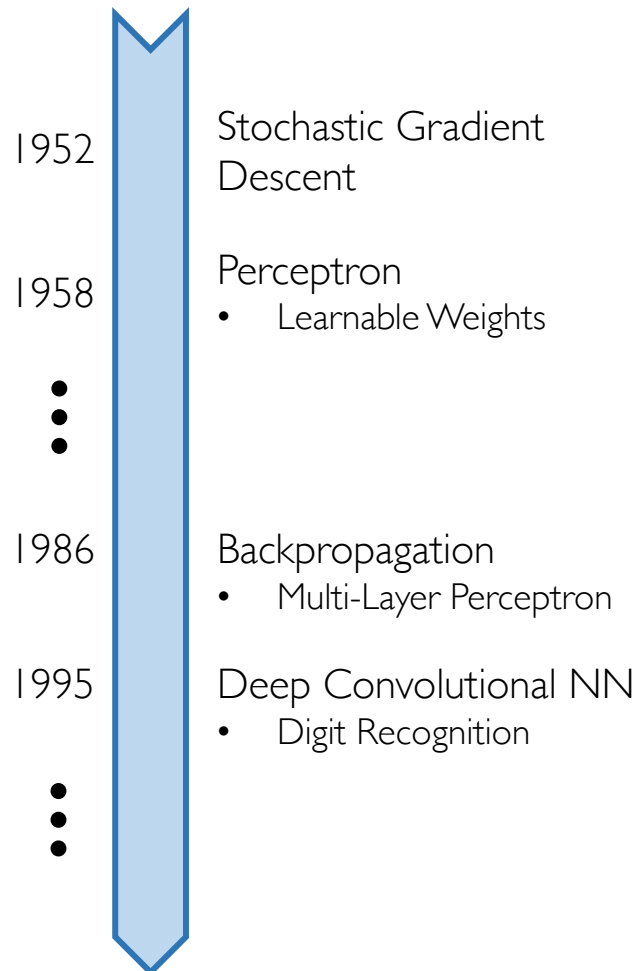 1952
Stochastic Gradient
Descent
1958
Perceptron
• Learnable Weights
1986
Backpropagation
• Multi-Layer Perceptron
1995
Deep Convolutional NN
• Digit Recognition